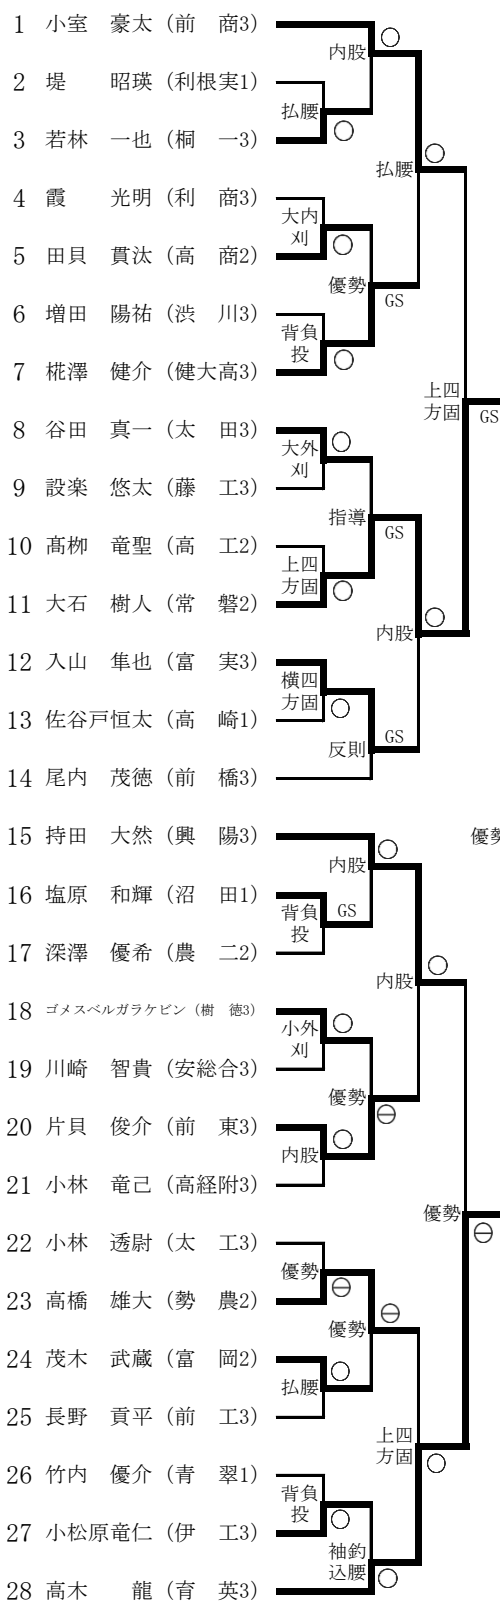 1 小室 豪太 (前 商3)
内股
2 堤 昭瑛 (利根実1)
払腰
3 若林 一也 (桐 一3)
払腰
4 霞 光明 (利 商3)
大内刈
5 田貝 貫汰 (高 商2)
優勢
GS
6 増田 陽祐 (渋 川3)
背負投
7 椛澤 健介 (健大高3)
上四方固
GS
8 谷田 真一 (太 田3)
大外刈
9 設楽 悠太 (藤 工3)
指導
GS
10 髙栁 竜聖 (高 工2)
上四方固
11 大石 樹人 (常 磐2)
内股
12 入山 隼也 (富 実3)
横四方固
13 佐谷戸恒太 (高 崎1)
反則
GS
14 尾内 茂徳 (前 橋3)
15 持田 大然 (興 陽3)
優勢
内股
16 塩原 和輝 (沼 田1)
背負投
GS
17 深澤 優希 (農 二2)
内股
18 ゴメスベルガラケビン (樹 徳3)
小外刈
19 川崎 智貴 (安総合3)
優勢
20 片貝 俊介 (前 東3)
内股
21 小林 竜己 (高経附3)
優勢
22 小林 透尉 (太 工3)
優勢
23 高橋 雄大 (勢 農2)
優勢
24 茂木 武蔵 (富 岡2)
払腰
25 長野 貢平 (前 工3)
上四方固
26 竹内 優介 (青 翠1)
背負投
27 小松原竜仁 (伊 工3)
袖釣込腰
28 高木 龍 (育 英3)